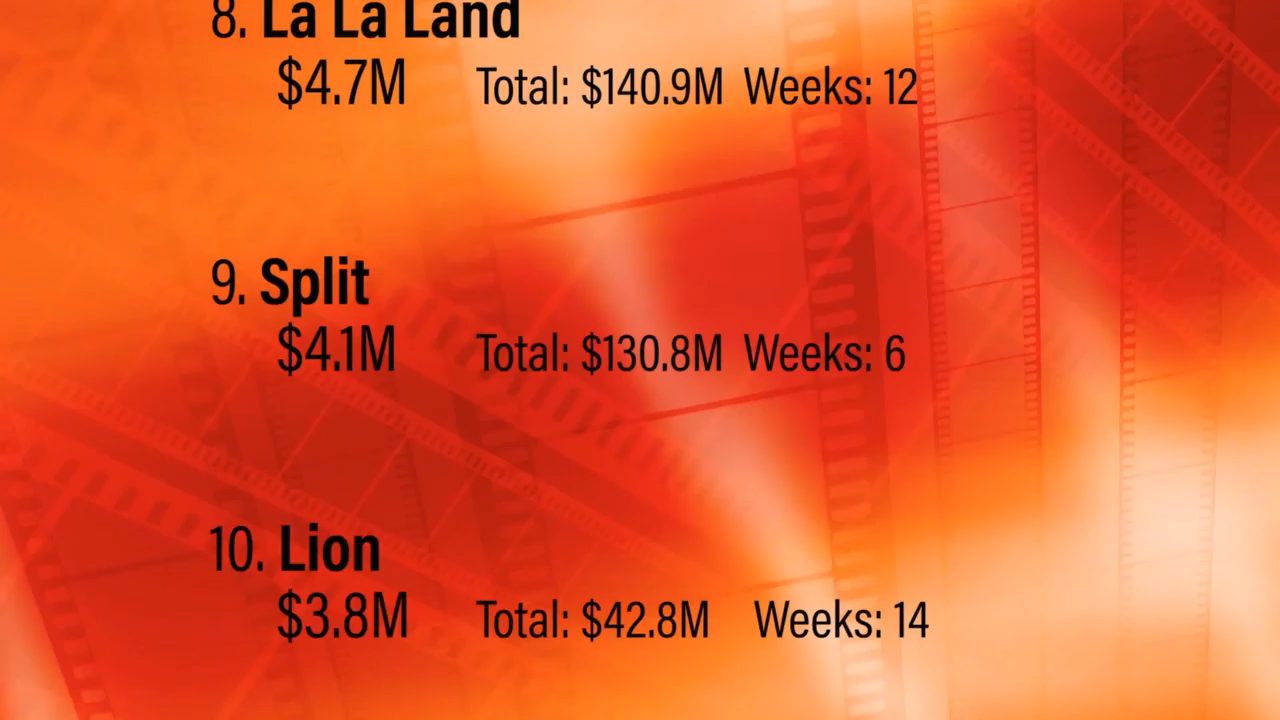 8. La La Land
$4.7M Total: $140.9M Weeks: 12
9. Split
$4.1M Total: $130.8M Weeks: 6
10. Lion
$3.8M Total: $42.8M Weeks: 14